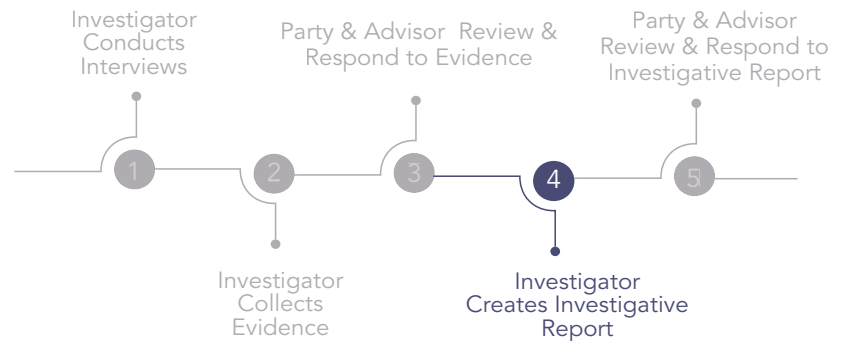 Investigator
Conducts
Interviews
Party & Advisor Review &
Respond to Evidence
Party & Advisor
Review & Respond to
Investigative Report
1
2
3
4
5
Investigator
Collects
Evidence
Investigator
Creates Investigative
Report